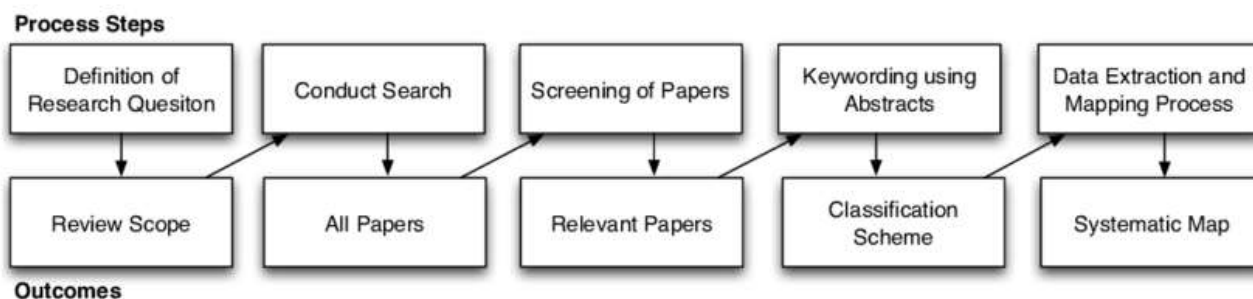 Process Steps
Definition of
Research Quesiton
Conduct Search
Screening of Papers
Keywording using
Abstracts
Data Extraction and
Mapping Process
Review Scope
All Papers
Relevant Papers
Classification
Scheme
Systematic Map
Outcomes